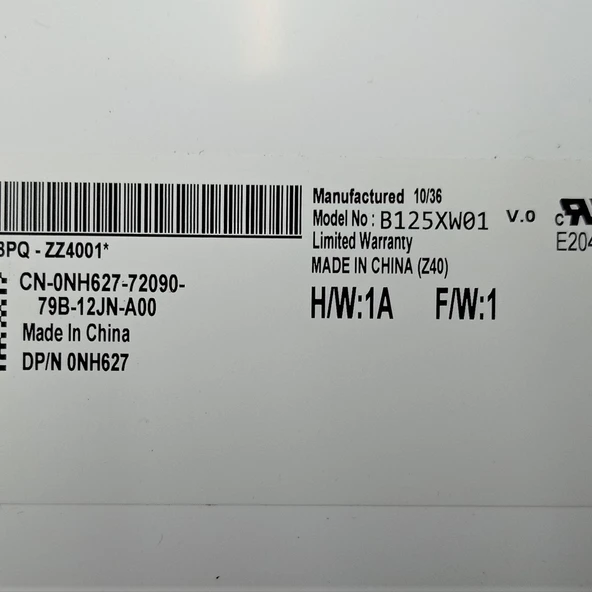 BPQ - ZZ4001*
CN-0NH627-72090-
79B-12JN-A00
Made In China
DP/N 0NH627
Manufactured 10/36
Model No : B125XW01 V.0
Limited Warranty
MADE IN CHINA (Z40)
H/W:1A F/W:1
c
E204